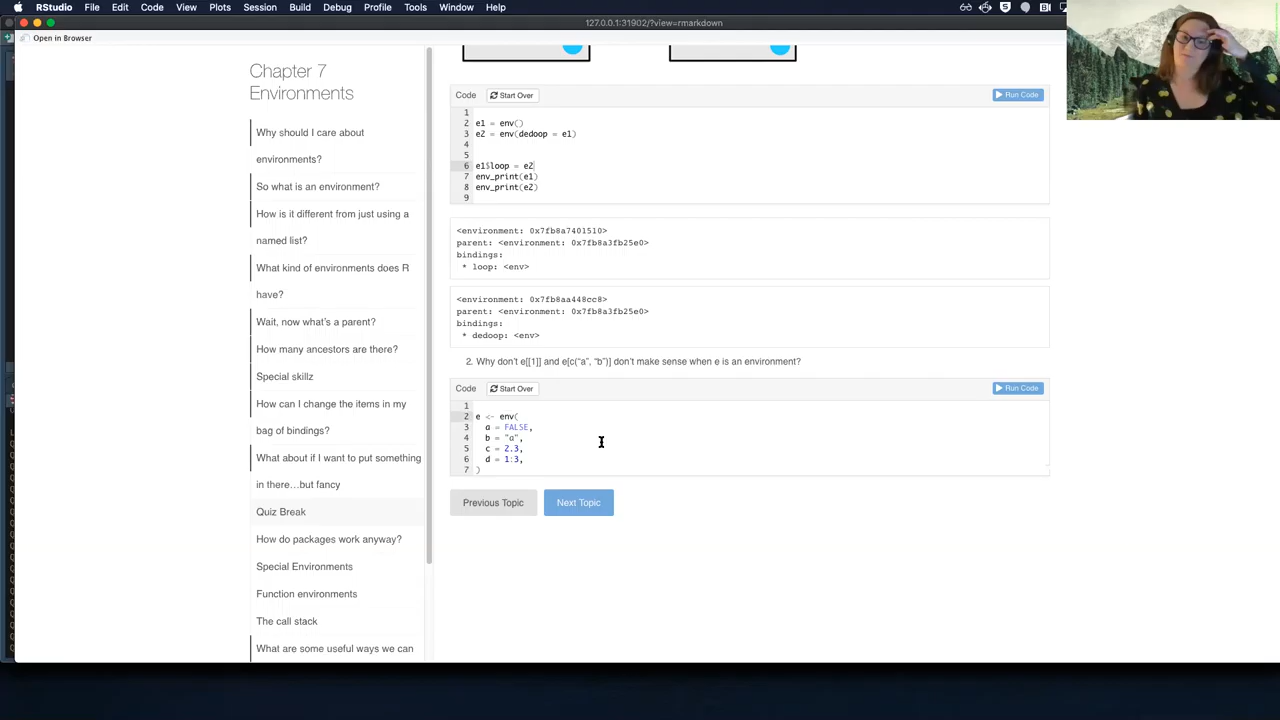 RStudio File Edit Code View Plots Session Build Debug Profile Tools Window Help
127.0.0.1:31902/?view=rmarkdown
Open in Browser
Chapter 7
Environments
Why should I care about
environments?
So what is an environment?
How is it different from just using a
named list?
What kind of environments does R
have?
Wait, now what's a parent?
How many ancestors are there?
Special skillz
How can I change the items in my
bag of bindings?
What about if I want to put something
in there…but fancy
Quiz Break
How do packages work anyway?
Special Environments
Function environments
The call stack
What are some useful ways we can
Code Start Over Run Code
1
2 e1 = env()
3 e2 = env(dedoop = e1)
4
5
6 e1$loop = e2
7 env_print(e1)
8 env_print(e2)
9
<environment: 0x7fb8a7401510>
parent: <environment: 0x7fb8a3fb25e0>
bindings:
* loop: <env>
<environment: 0x7fb8aa448cc8>
parent: <environment: 0x7fb8a3fb25e0>
bindings:
* dedoop: <env>
2. Why don't e[[1]] and e[c("a", "b")] don't make sense when e is an environment?
Code Start Over Run Code
1
2 e <- env(
3 a = FALSE,
4 b = "a",
5 c = 2.3,
6 d = 1:3,
7 )
Previous Topic Next Topic